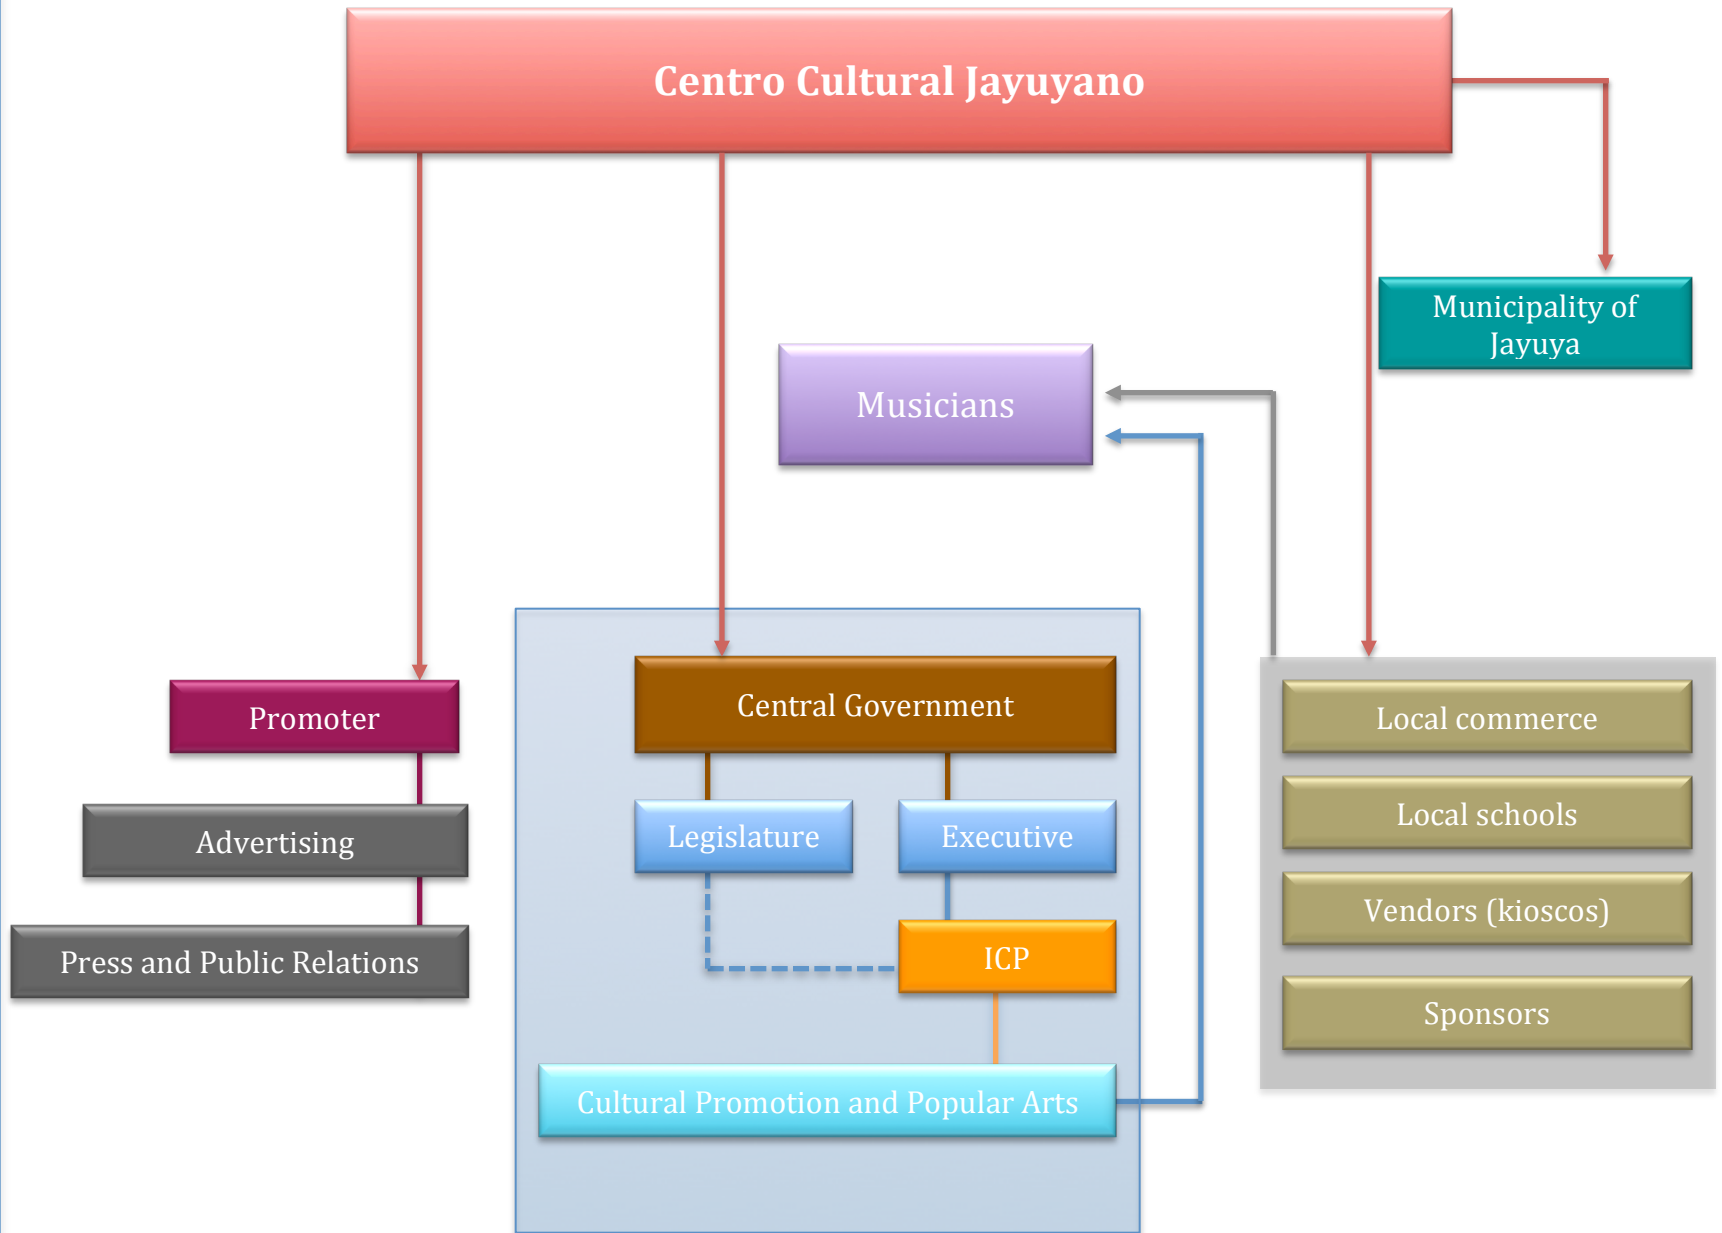 Centro Cultural Jayuyano
Municipality of
Jayuya
Musicians
Promoter
Advertising
Press and Public Relations
Central Government
Legislature
Executive
ICP
Cultural Promotion and Popular Arts
Local commerce
Local schools
Vendors (kioscos)
Sponsors